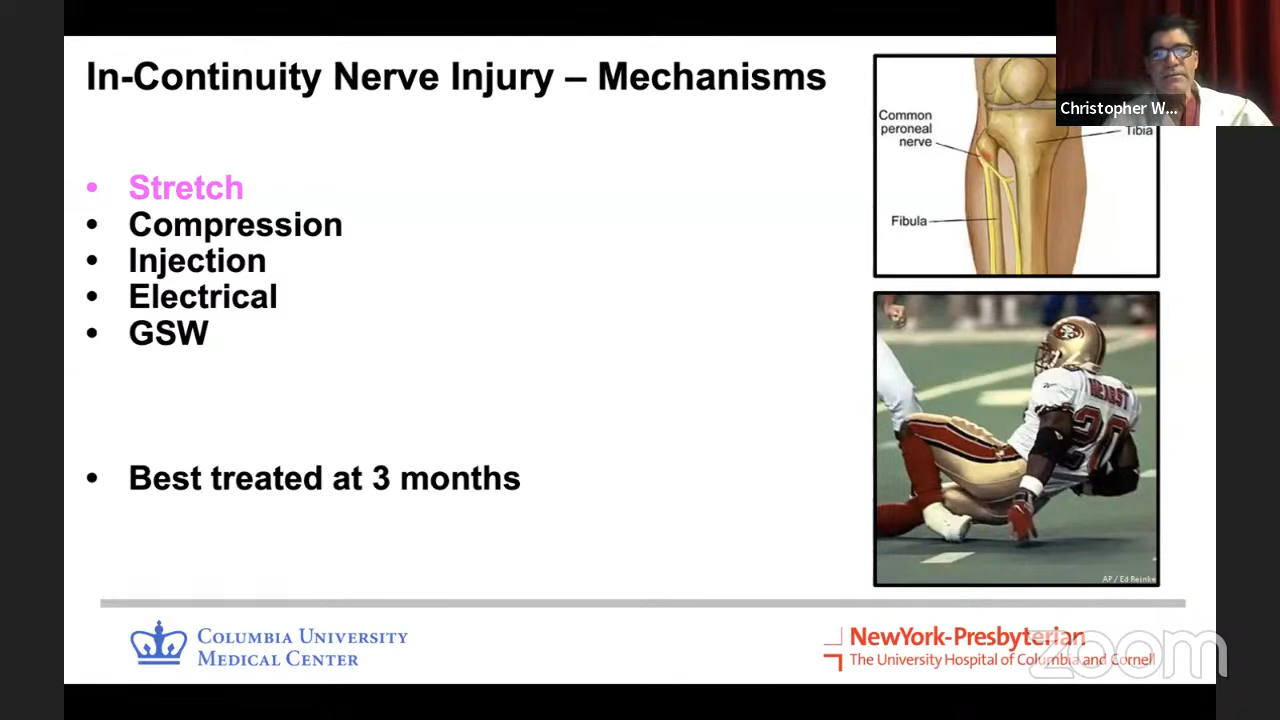 In-Continuity Nerve Injury – Mechanisms
Christopher W...
Common
peroneal
nerve
Tibia
Fibula
• Stretch
• Compression
• Injection
• Electrical
• GSW
• Best treated at 3 months
HEARST
20
AP / Ed Reinke
COLUMBIA UNIVERSITY
MEDICAL CENTER
NewYork-Presbyterian
The University Hospital of Columbia and Cornell
zoom